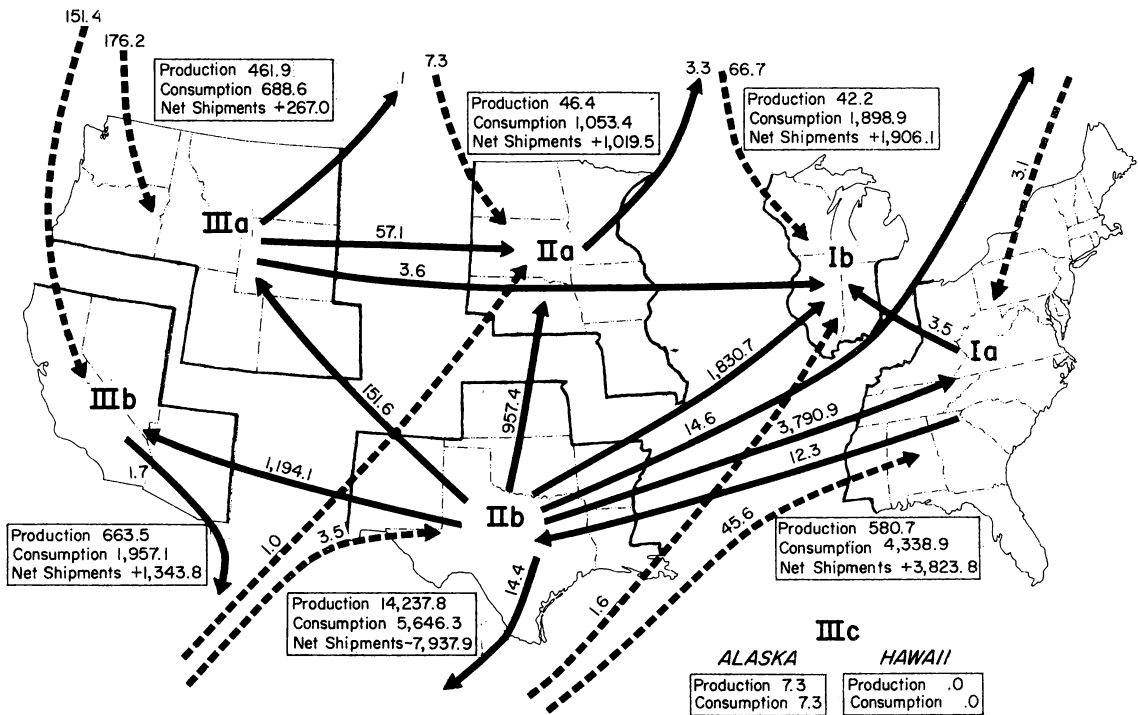 151.4
176.2
Production 461.9
Consumption 688.6
Net Shipments +267.0
.1
7.3
Production 46.4
Consumption 1,053.4
Net Shipments +1,019.5
3.3
66.7
Production 42.2
Consumption 1,898.9
Net Shipments +1,906.1
3.1
IIIa
57.1
IIa
Ib
3.6
3.5
Ia
1,830.7
IIIb
151.6
957.4
14.6
3,790.9
1.7
1,194.1
12.3
IIb
Production 663.5
Consumption 1,957.1
Net Shipments +1,343.8
1.0
3.5
14.4
45.6
1.6
Production 580.7
Consumption 4,338.9
Net Shipments +3,823.8
Production 14,237.8
Consumption 5,646.3
Net Shipments-7,937.9
IIIc
ALASKA
HAWAII
Production 7.3
Consumption 7.3
Production .0
Consumption .0